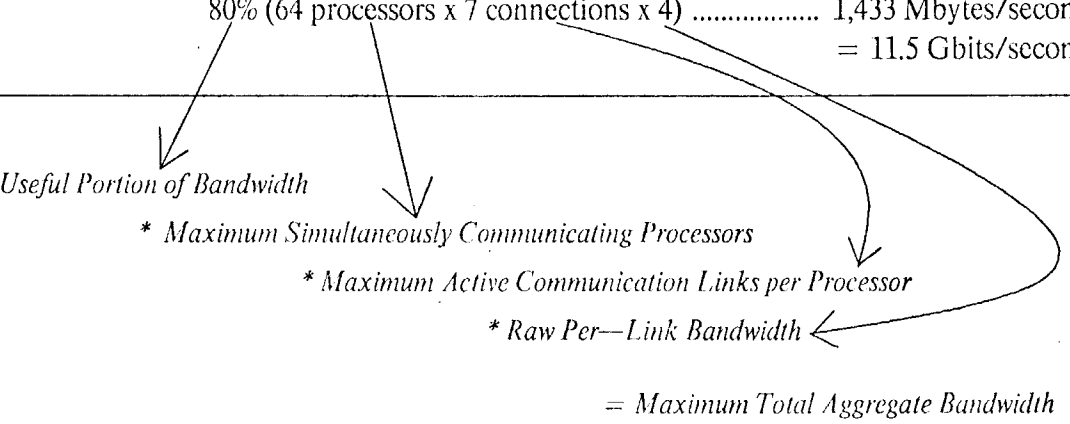 80% (64 processors x 7 connections x 4) .................. 1,433 Mbytes/secon
= 11.5 Gbits/secon
Useful Portion of Bandwidth
* Maximum Simultaneously Communicating Processors
* Maximum Active Communication Links per Processor
* Raw Per—Link Bandwidth
= Maximum Total Aggregate Bandwidth